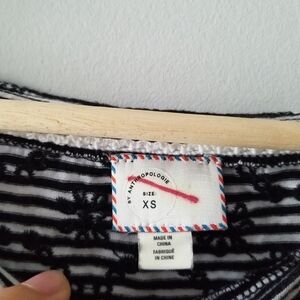 BY ANTHROPOLOGIE
SIZE:
XS
MADE IN
CHINA
FABRIQUÉ
EN CHINE